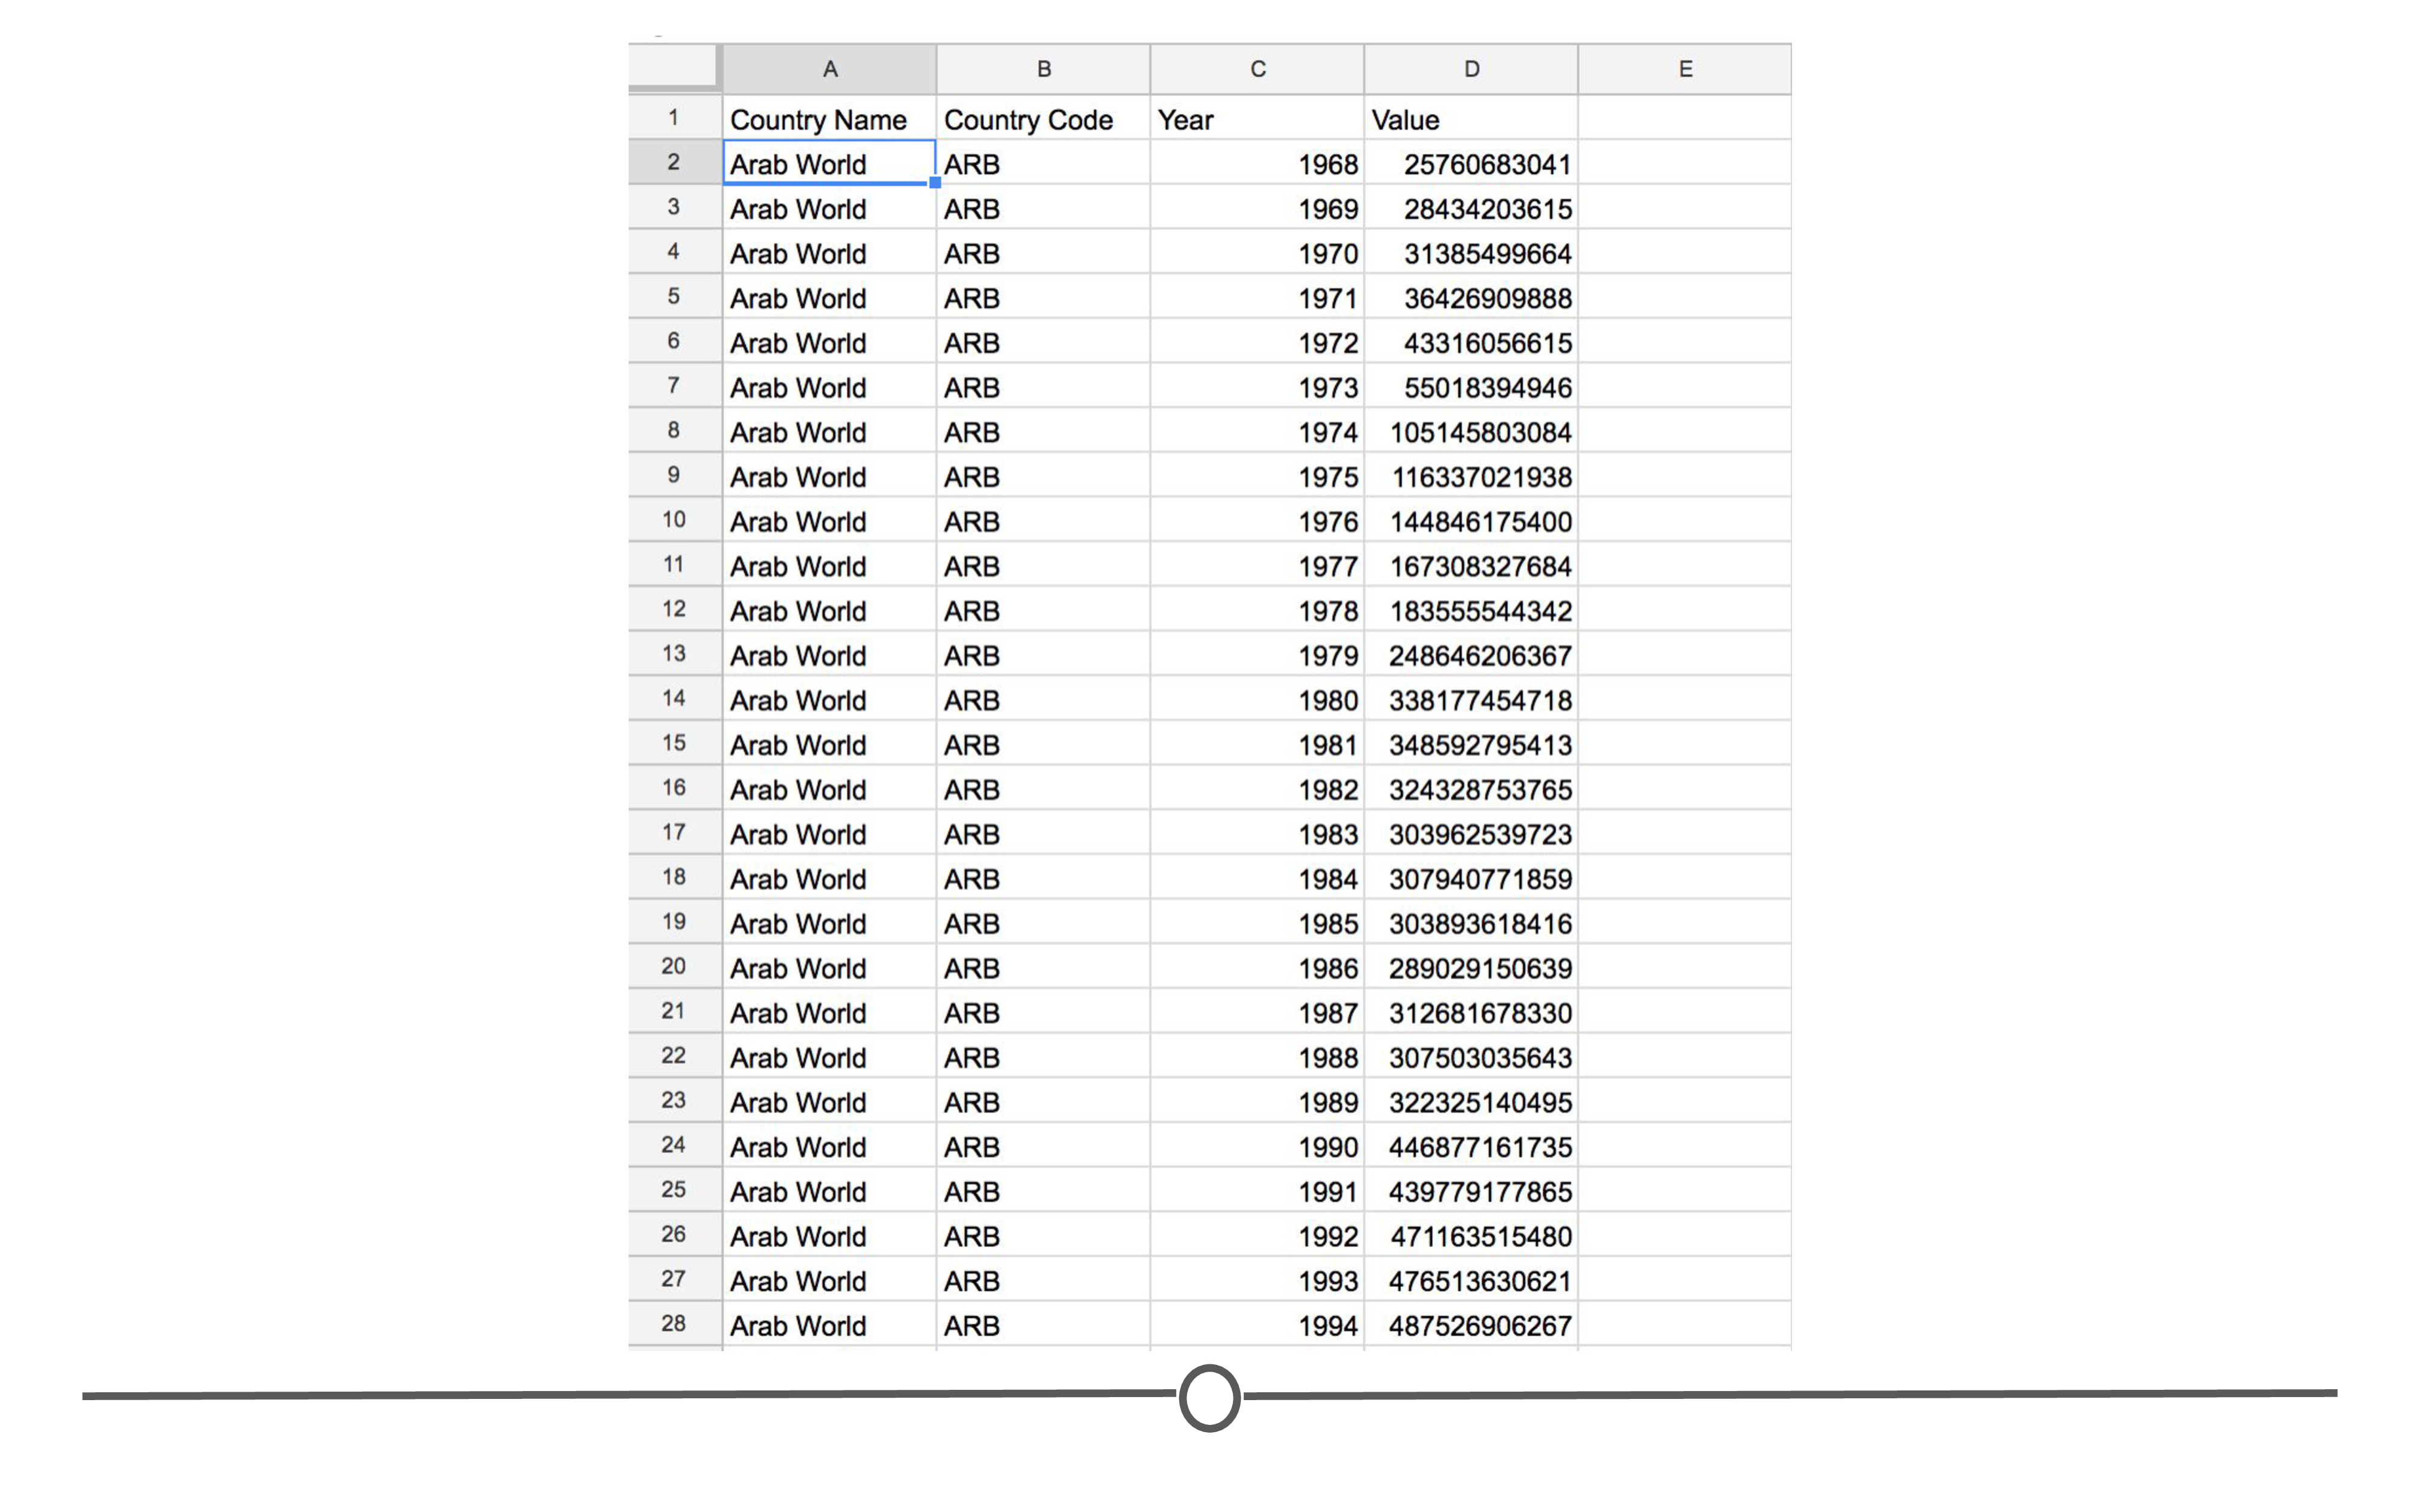 A B C D E
1 Country Name Country Code Year Value
2 Arab World ARB 1968 25760683041
3 Arab World ARB 1969 28434203615
4 Arab World ARB 1970 31385499664
5 Arab World ARB 1971 36426909888
6 Arab World ARB 1972 43316056615
7 Arab World ARB 1973 55018394946
8 Arab World ARB 1974 105145803084
9 Arab World ARB 1975 116337021938
10 Arab World ARB 1976 144846175400
11 Arab World ARB 1977 167308327684
12 Arab World ARB 1978 183555544342
13 Arab World ARB 1979 248646206367
14 Arab World ARB 1980 338177454718
15 Arab World ARB 1981 348592795413
16 Arab World ARB 1982 324328753765
17 Arab World ARB 1983 303962539723
18 Arab World ARB 1984 307940771859
19 Arab World ARB 1985 303893618416
20 Arab World ARB 1986 289029150639
21 Arab World ARB 1987 312681678330
22 Arab World ARB 1988 307503035643
23 Arab World ARB 1989 322325140495
24 Arab World ARB 1990 446877161735
25 Arab World ARB 1991 439779177865
26 Arab World ARB 1992 471163515480
27 Arab World ARB 1993 476513630621
28 Arab World ARB 1994 487526906267